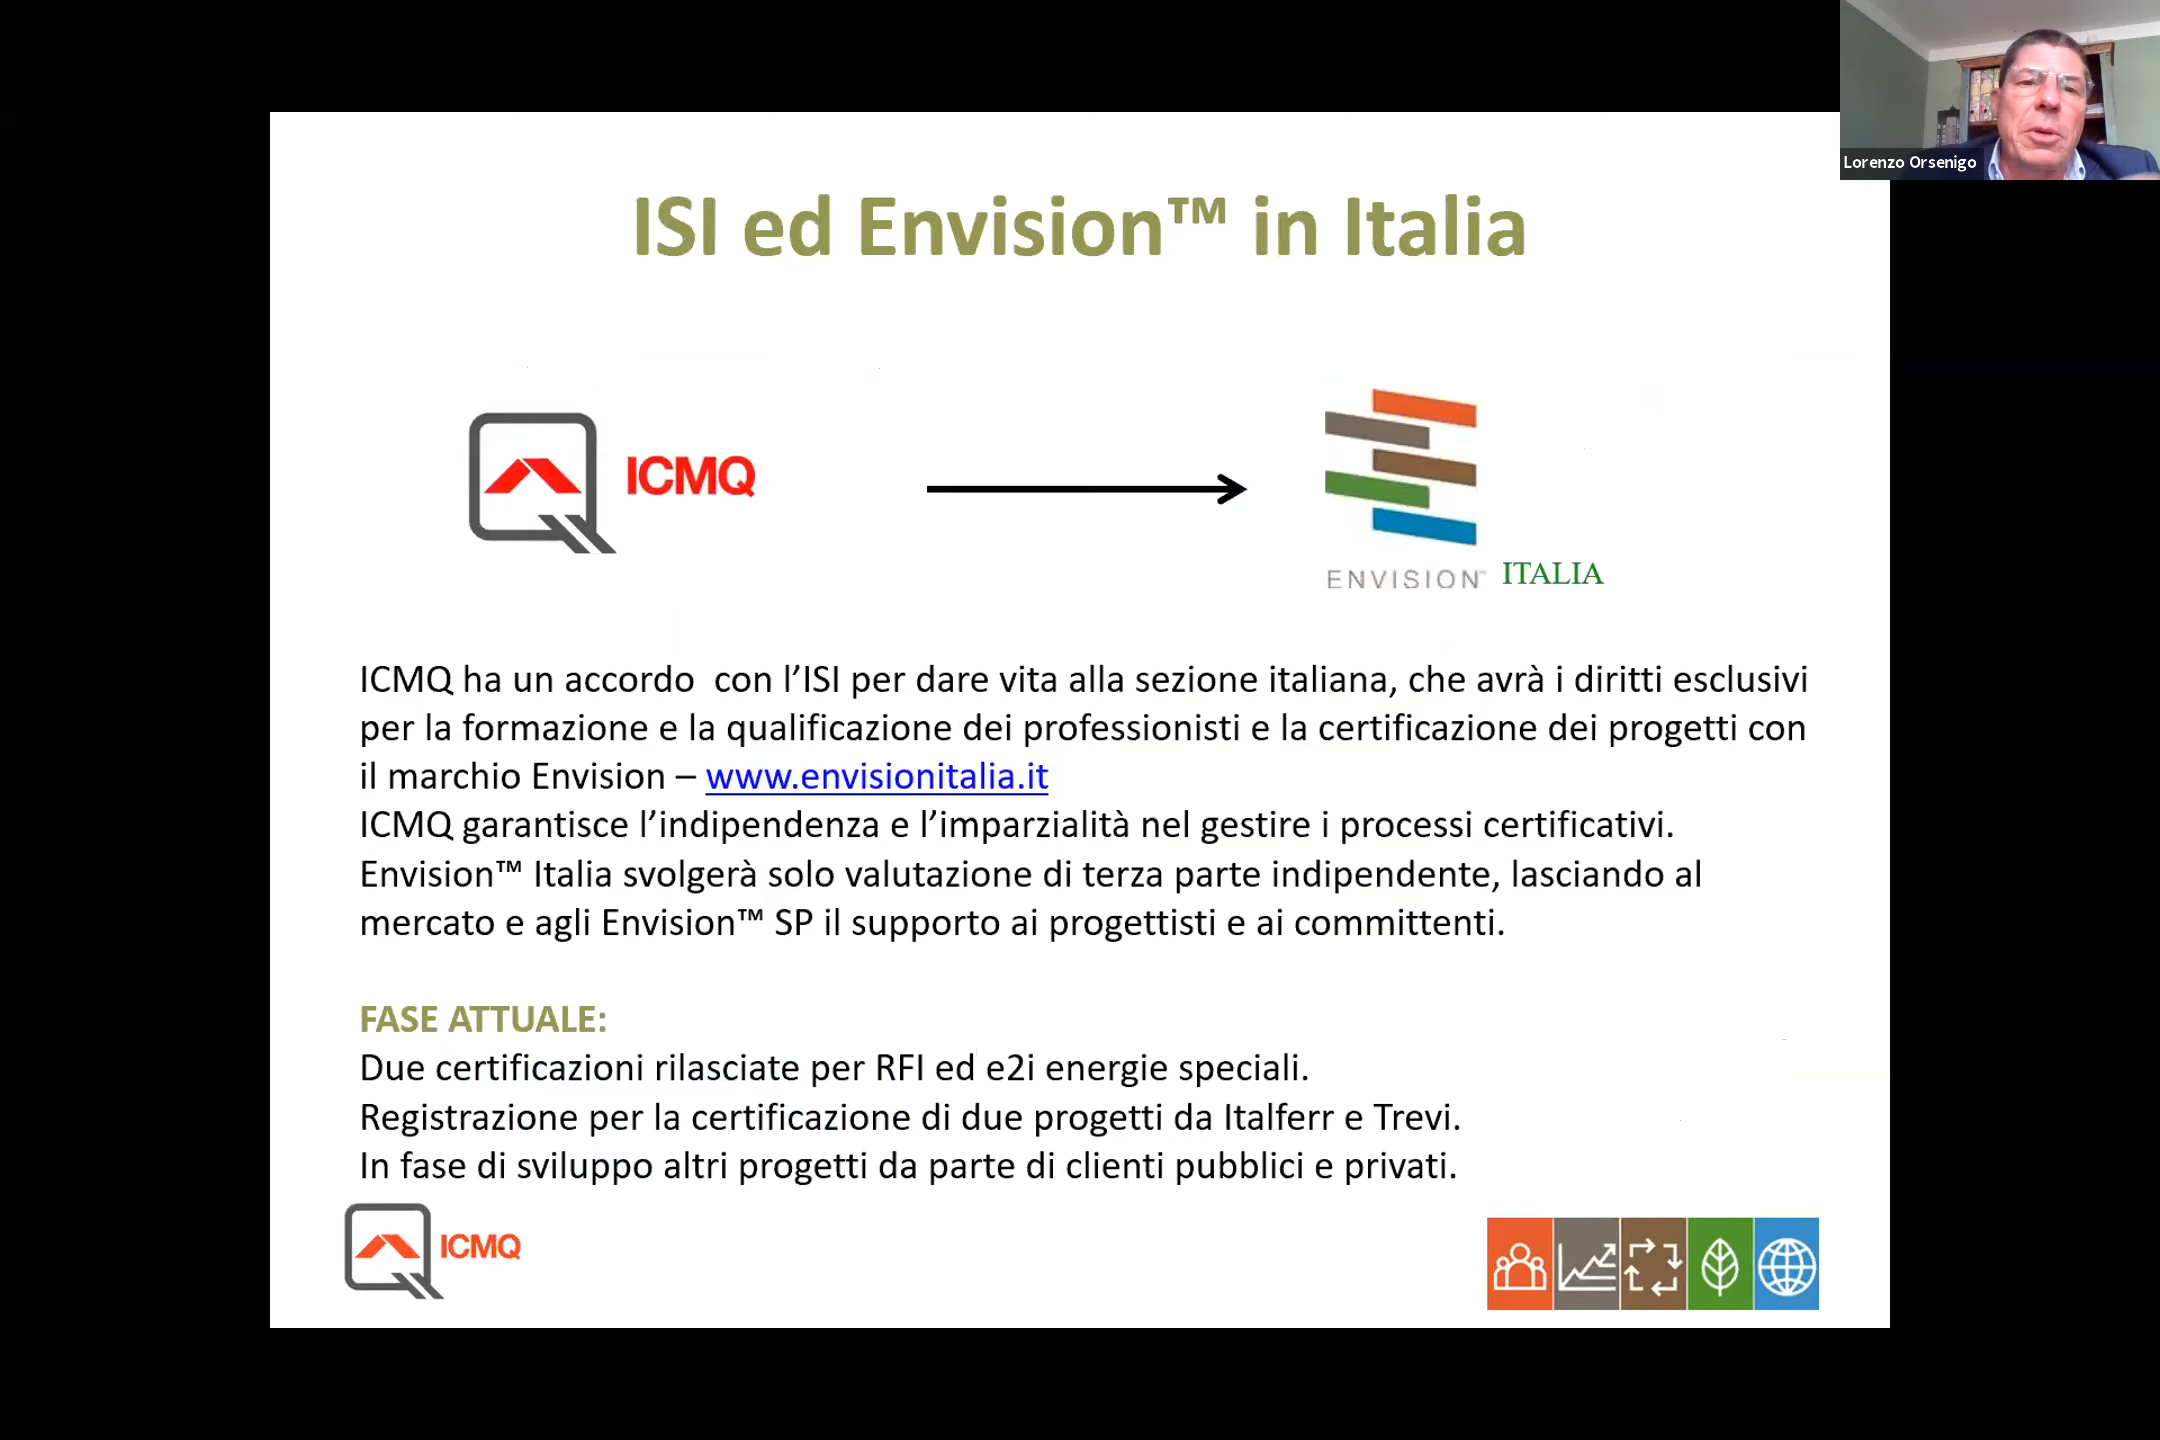 Lorenzo Orsenigo
ISI ed Envision™ in Italia
ICMQ
ENVISION™ ITALIA
ICMQ ha un accordo con l’ISI per dare vita alla sezione italiana, che avrà i diritti esclusivi
per la formazione e la qualificazione dei professionisti e la certificazione dei progetti con
il marchio Envision – www.envisionitalia.it
ICMQ garantisce l’indipendenza e l’imparzialità nel gestire i processi certificativi.
Envision™ Italia svolgerà solo valutazione di terza parte indipendente, lasciando al
mercato e agli Envision™ SP il supporto ai progettisti e ai committenti.
FASE ATTUALE:
Due certificazioni rilasciate per RFI ed e2i energie speciali.
Registrazione per la certificazione di due progetti da Italferr e Trevi.
In fase di sviluppo altri progetti da parte di clienti pubblici e privati.
ICMQ